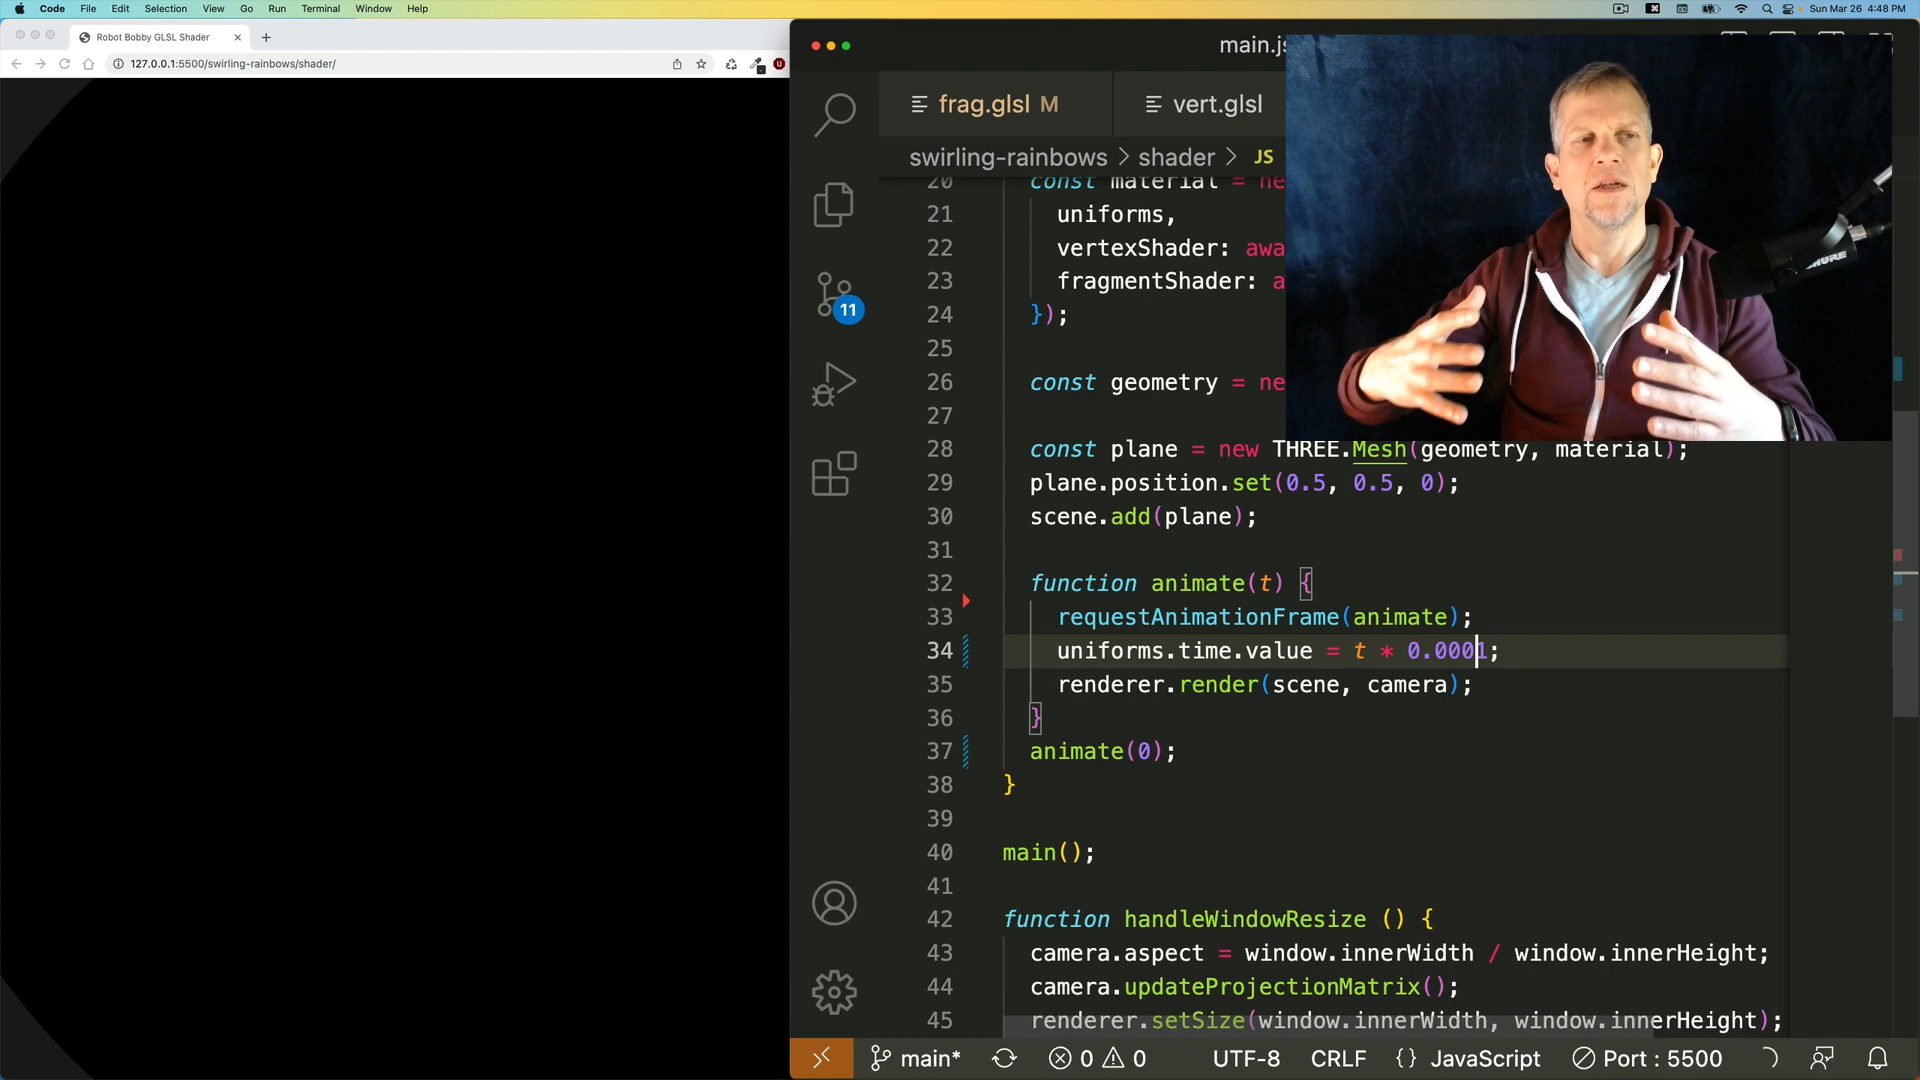 Code File Edit Selection View Go Run Terminal Window Help
Sun Mar 26 4:48 PM
Robot Bobby GLSL Shader
127.0.0.1:5500/swirling-rainbows/shader/
main.js
frag.glsl M
vert.glsl
swirling-rainbows > shader > JS
20 const material = ne
21 uniforms,
22 vertexShader: awa
23 fragmentShader: a
24 });
25
26 const geometry = ne
27
28 const plane = new THREE.Mesh(geometry, material);
29 plane.position.set(0.5, 0.5, 0);
30 scene.add(plane);
31
32 function animate(t) {
33 requestAnimationFrame(animate);
34 uniforms.time.value = t * 0.0001;
35 renderer.render(scene, camera);
36 }
37 animate(0);
38 }
39
40 main();
41
42 function handleWindowResize () {
43 camera.aspect = window.innerWidth / window.innerHeight;
44 camera.updateProjectionMatrix();
45 renderer.setSize(window.innerWidth, window.innerHeight);
11
SHURE
main* 0 0 UTF-8 CRLF {} JavaScript Port : 5500